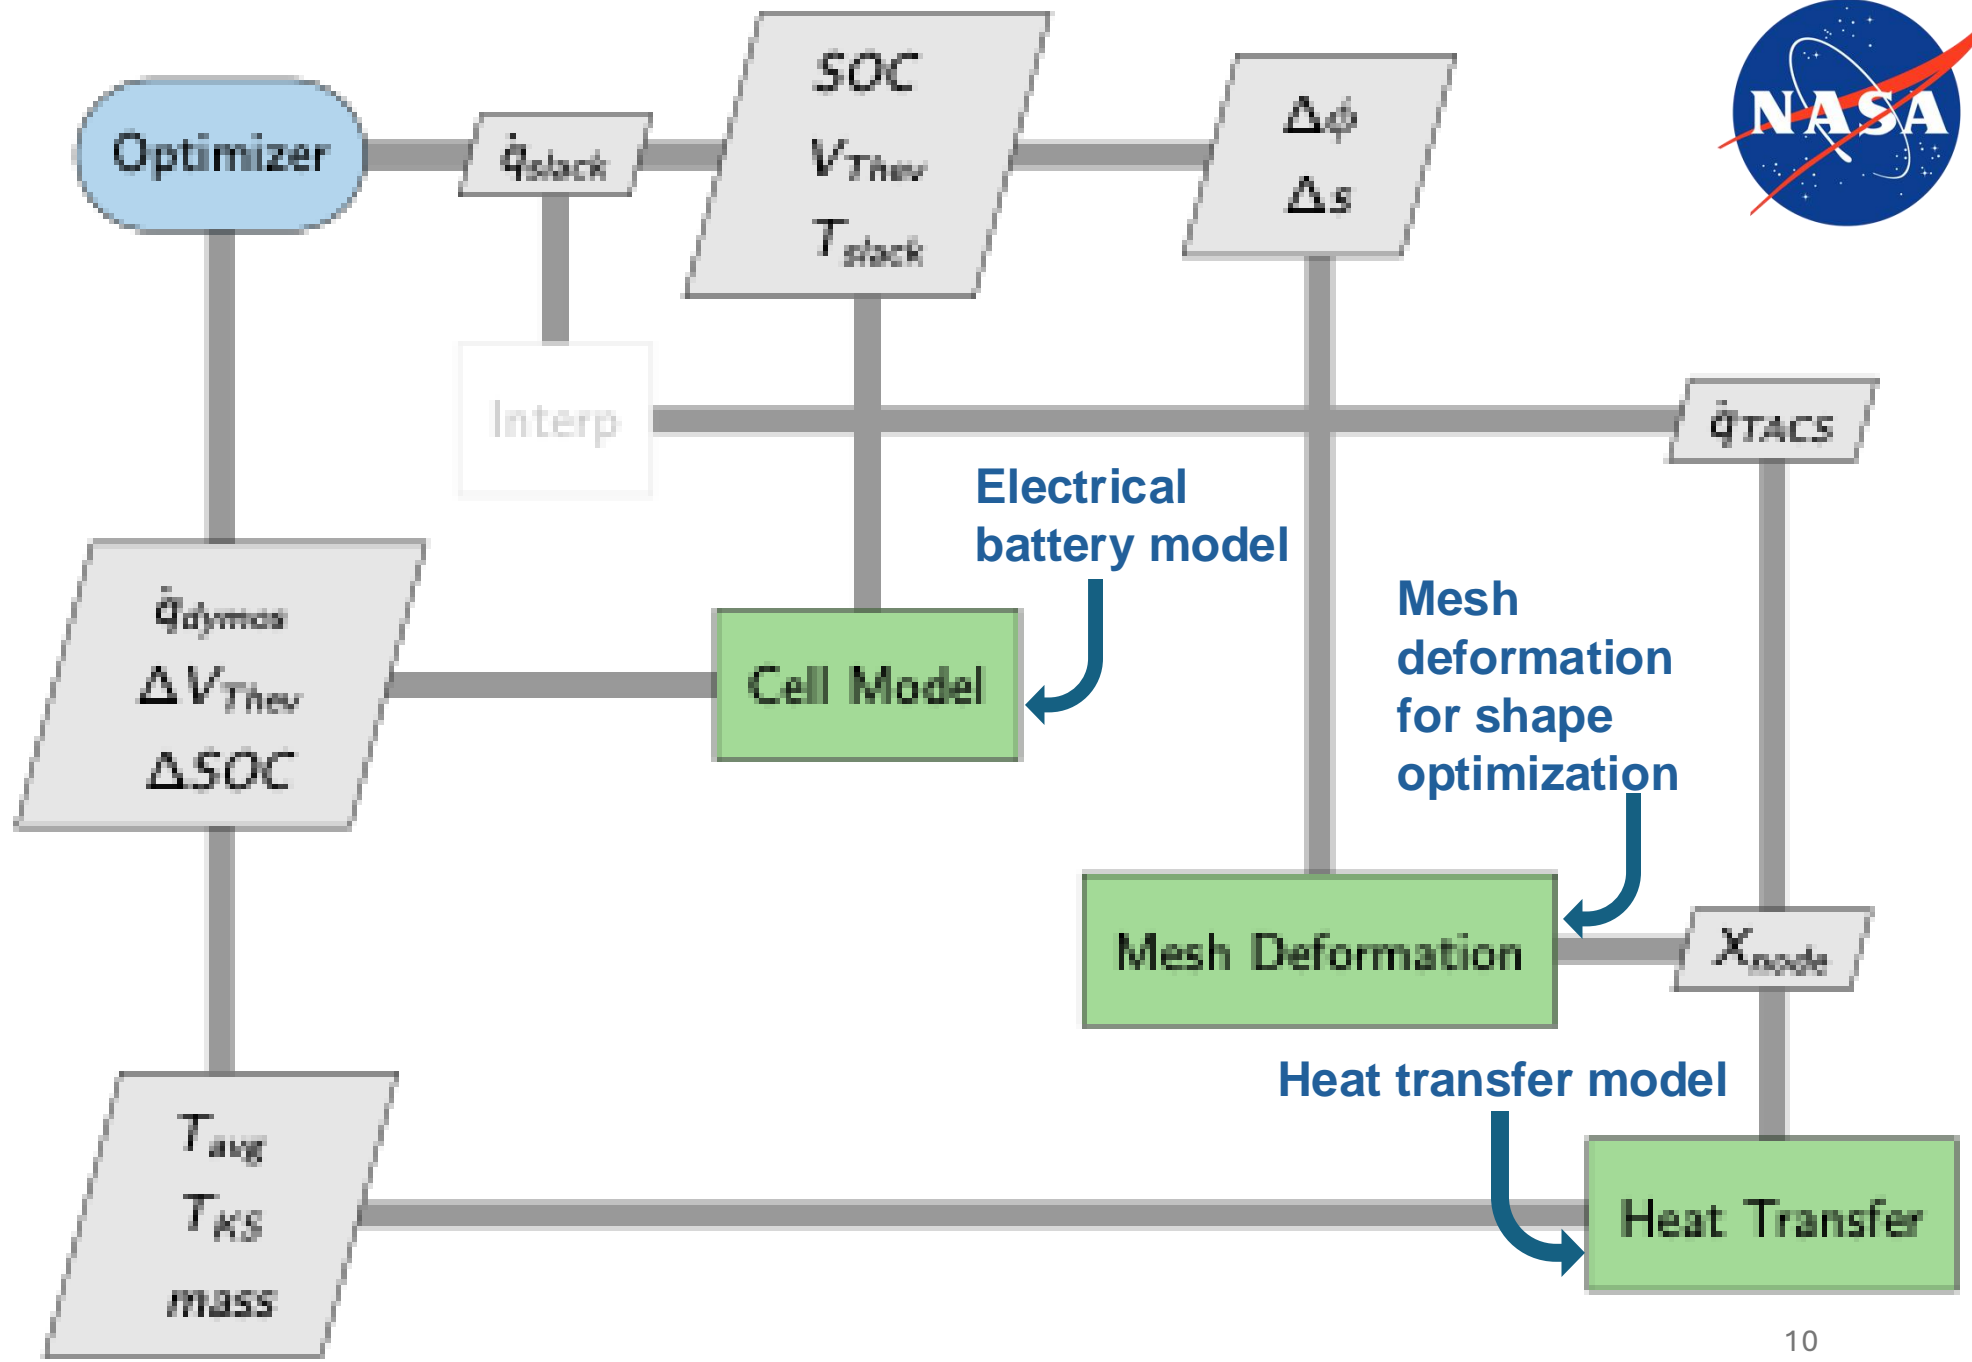 Optimizer
q̇slack
SOC
VThev
Tslack
Δϕ
Δs
NASA
Interp
q̇TACS
Electrical
battery model
Mesh
deformation
for shape
optimization
q̇dymos
ΔVThev
ΔSOC
Cell Model
Mesh Deformation
Xnode
Heat transfer model
Tavg
TKS
mass
Heat Transfer
10